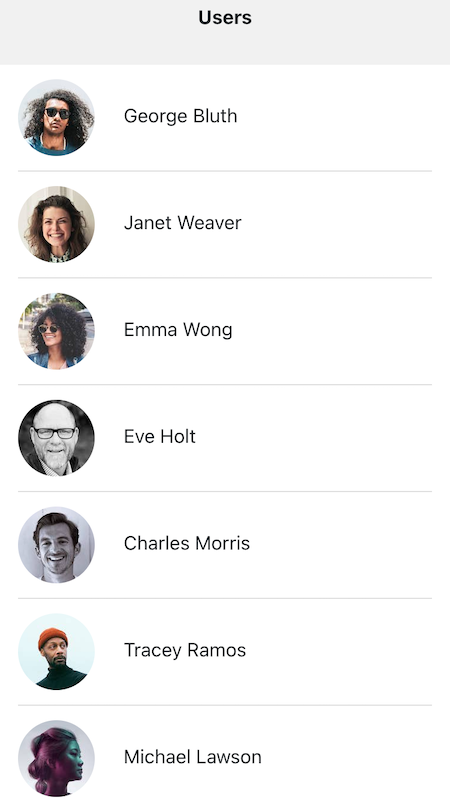 Users
George Bluth
Janet Weaver
Emma Wong
Eve Holt
Charles Morris
Tracey Ramos
Michael Lawson